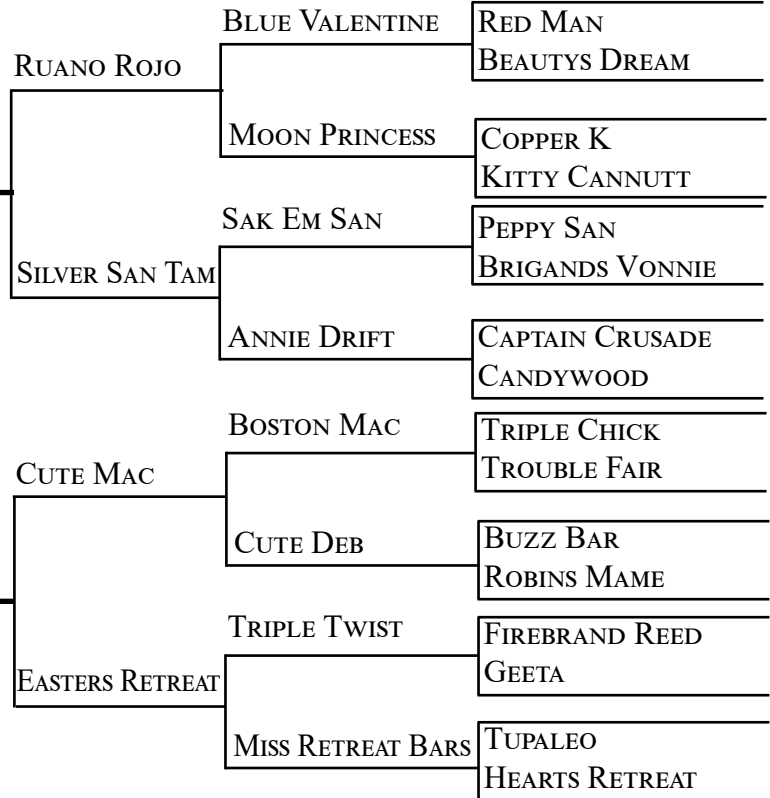 Blue Valentine
Red Man
Beautys Dream
Ruano Rojo
Moon Princess
Copper K
Kitty Cannutt
Sak Em San
Peppy San
Brigands Vonnie
Silver San Tam
Annie Drift
Captain Crusade
Candywood
Boston Mac
Triple Chick
Trouble Fair
Cute Mac
Cute Deb
Buzz Bar
Robins Mame
Triple Twist
Firebrand Reed
Geeta
Easters Retreat
Miss Retreat Bars
Tupaleo
Hearts Retreat